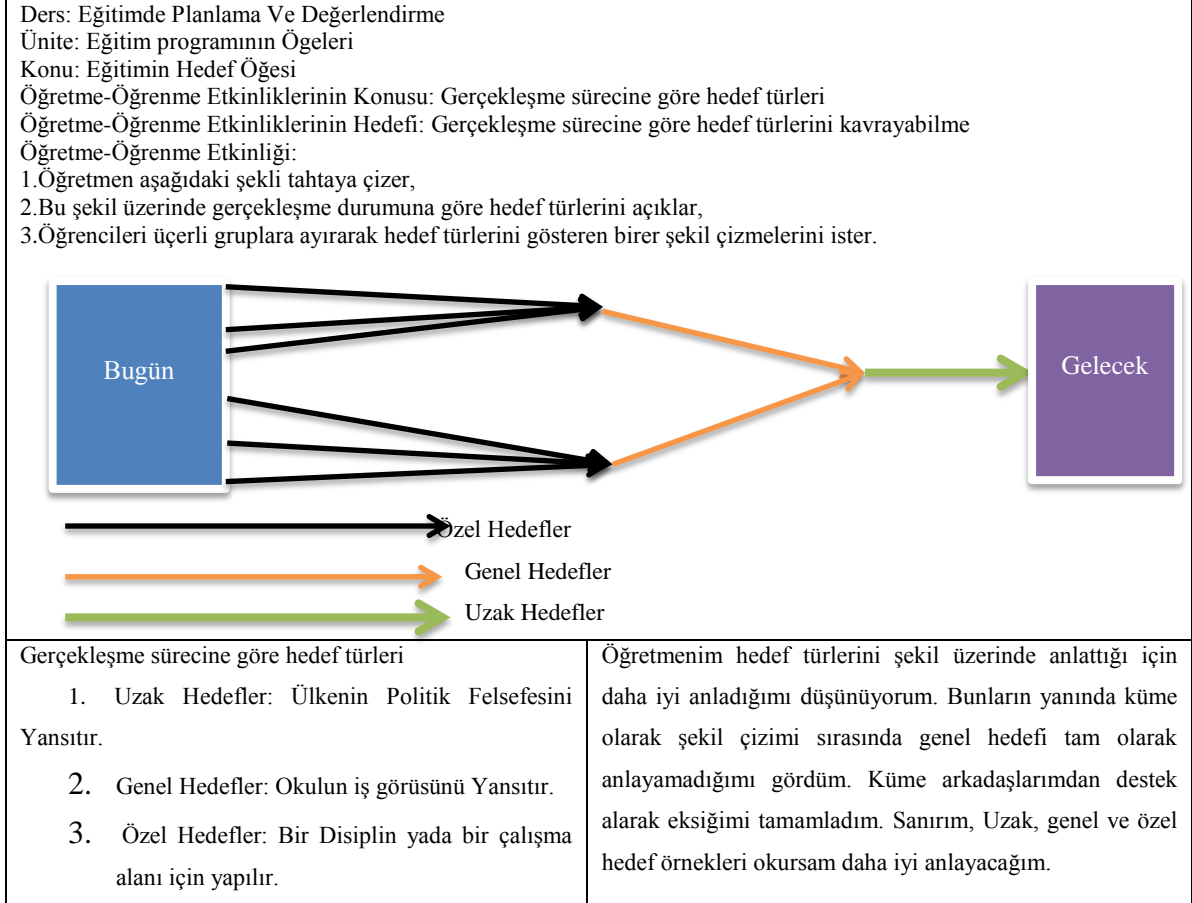 Ders: Eğitimde Planlama Ve Değerlendirme
Ünite: Eğitim programının Ögeleri
Konu: Eğitimin Hedef Öğesi
Öğretme-Öğrenme Etkinliklerinin Konusu: Gerçekleşme sürecine göre hedef türleri
Öğretme-Öğrenme Etkinliklerinin Hedefi: Gerçekleşme sürecine göre hedef türlerini kavrayabilme
Öğretme-Öğrenme Etkinliği:
1.Öğretmen aşağıdaki şekli tahtaya çizer,
2.Bu şekil üzerinde gerçekleşme durumuna göre hedef türlerini açıklar,
3.Öğrencileri üçerli gruplara ayırarak hedef türlerini gösteren birer şekil çizmelerini ister.
Bugün
Gelecek
Özel Hedefler
Genel Hedefler
Uzak Hedefler
Gerçekleşme sürecine göre hedef türleri
1. Uzak Hedefler: Ülkenin Politik Felsefesini
Yansıtır.
2. Genel Hedefler: Okulun iş görüsünü Yansıtır.
3. Özel Hedefler: Bir Disiplin yada bir çalışma
alanı için yapılır.
Öğretmenim hedef türlerini şekil üzerinde anlattığı için
daha iyi anladığımı düşünüyorum. Bunların yanında küme
olarak şekil çizimi sırasında genel hedefi tam olarak
anlayamadığımı gördüm. Küme arkadaşlarımdan destek
alarak eksiğimi tamamladım. Sanırım, Uzak, genel ve özel
hedef örnekleri okursam daha iyi anlayacağım.